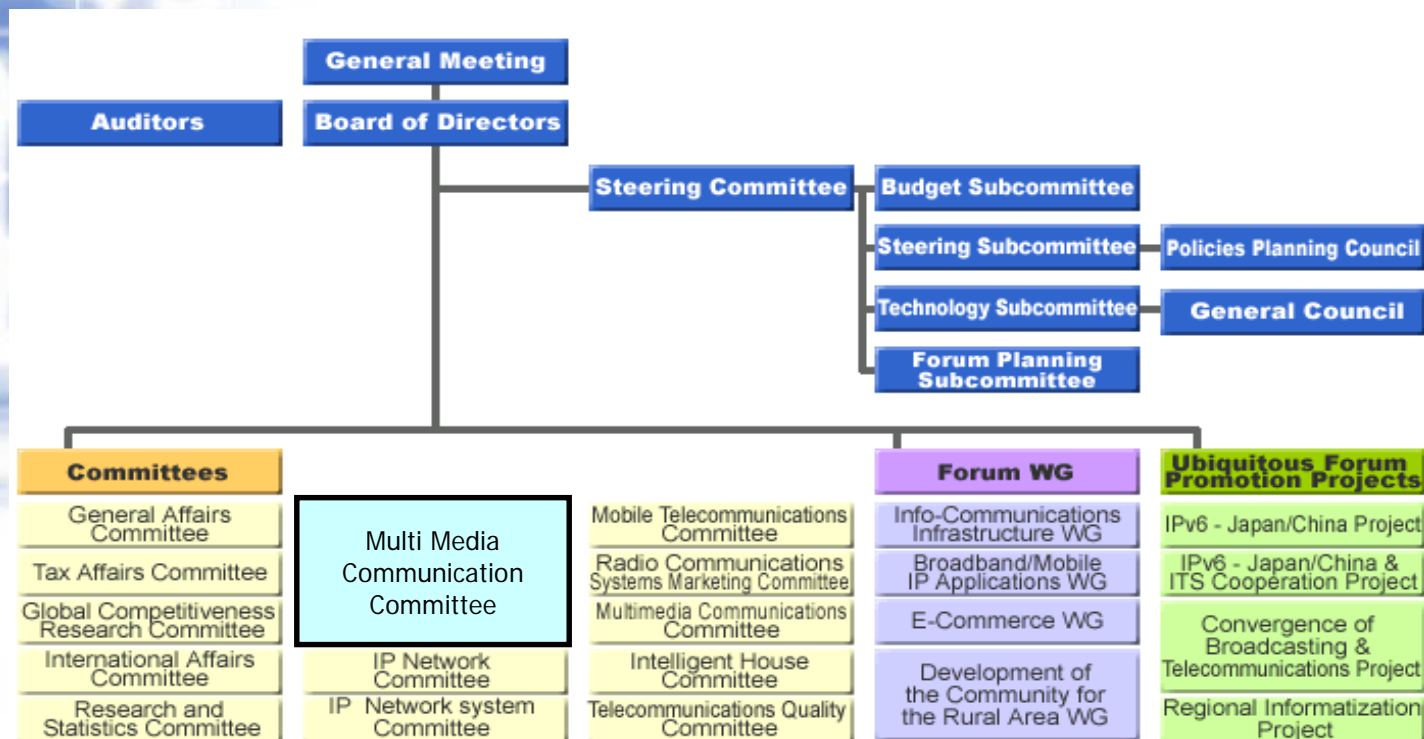 General Meeting
Auditors
Board of Directors
Steering Committee
Budget Subcommittee
Steering Subcommittee
Policies Planning Council
Technology Subcommittee
General Council
Forum Planning
Subcommittee
Committees
General Affairs
Committee
Tax Affairs Committee
Global Competitiveness
Research Committee
International Affairs
Committee
Research and
Statistics Committee
Multi Media
Communication
Committee
IP Network
Committee
IP Network system
Committee
Mobile Telecommunications
Committee
Radio Communications
Systems Marketing Committee
Multimedia Communications
Committee
Intelligent House
Committee
Telecommunications Quality
Committee
Forum WG
Info-Communications
Infrastructure WG
Broadband/Mobile
IP Applications WG
E-Commerce WG
Development of
the Community for
the Rural Area WG
Ubiquitous Forum
Promotion Projects
IPv6 - Japan/China Project
IPv6 - Japan/China &
ITS Cooperation Project
Convergence of
Broadcasting &
Telecommunications Project
Regional Informatization
Project